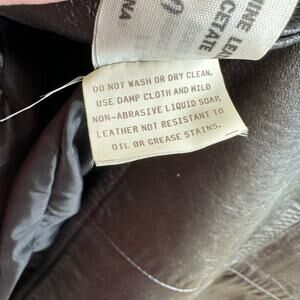 DO NOT WASH OR DRY CLEAN.
USE DAMP CLOTH AND MILD
NON-ABRASIVE LIQUID SOAP.
LEATHER NOT RESISTANT TO
OIL OR GREASE STAINS.